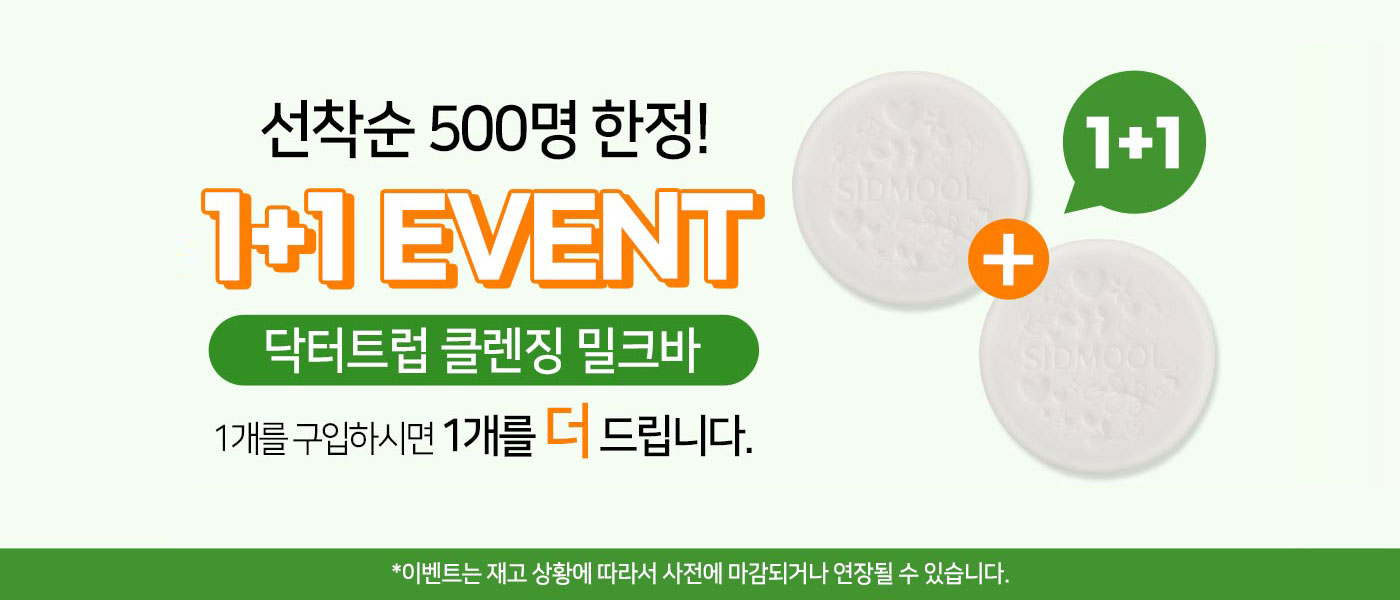 선착순 500명 한정!
1+1 EVENT
닥터트럽 클렌징 밀크바
1개를 구입하시면 1개를 더 드립니다.
SIDMOOL
1+1
+
SIDMOOL
*이벤트는 재고 상황에 따라서 사전에 마감되거나 연장될 수 있습니다.